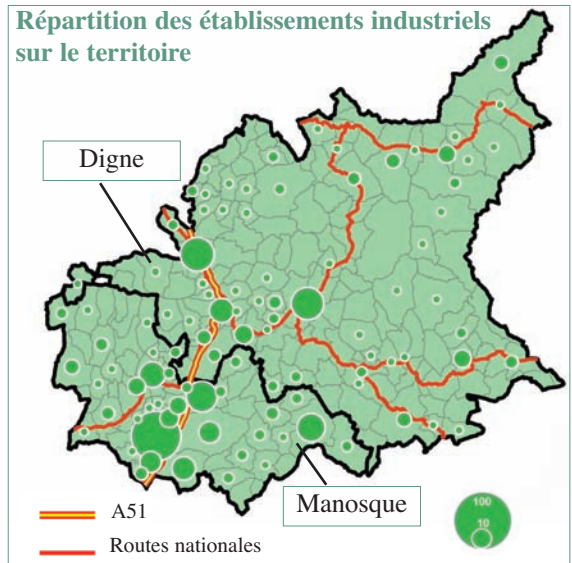 Répartition des établissements industriels
sur le territoire
Digne
Manosque
A51
Routes nationales
100
10